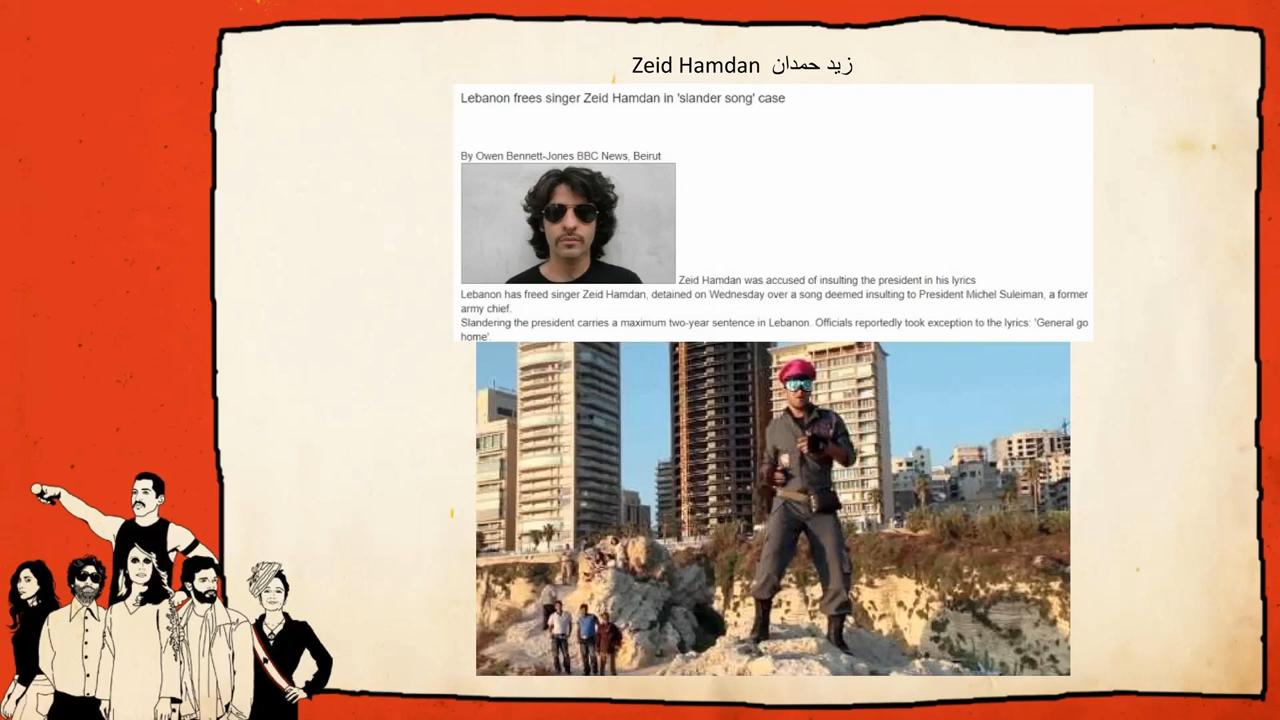 Zeid Hamdan زيد حمدان
Lebanon frees singer Zeid Hamdan in 'slander song' case
By Owen Bennett-Jones BBC News, Beirut
Zeid Hamdan was accused of insulting the president in his lyrics
Lebanon has freed singer Zeid Hamdan, detained on Wednesday over a song deemed insulting to President Michel Suleiman, a former
army chief.
Slandering the president carries a maximum two-year sentence in Lebanon. Officials reportedly took exception to the lyrics: 'General go
home'.